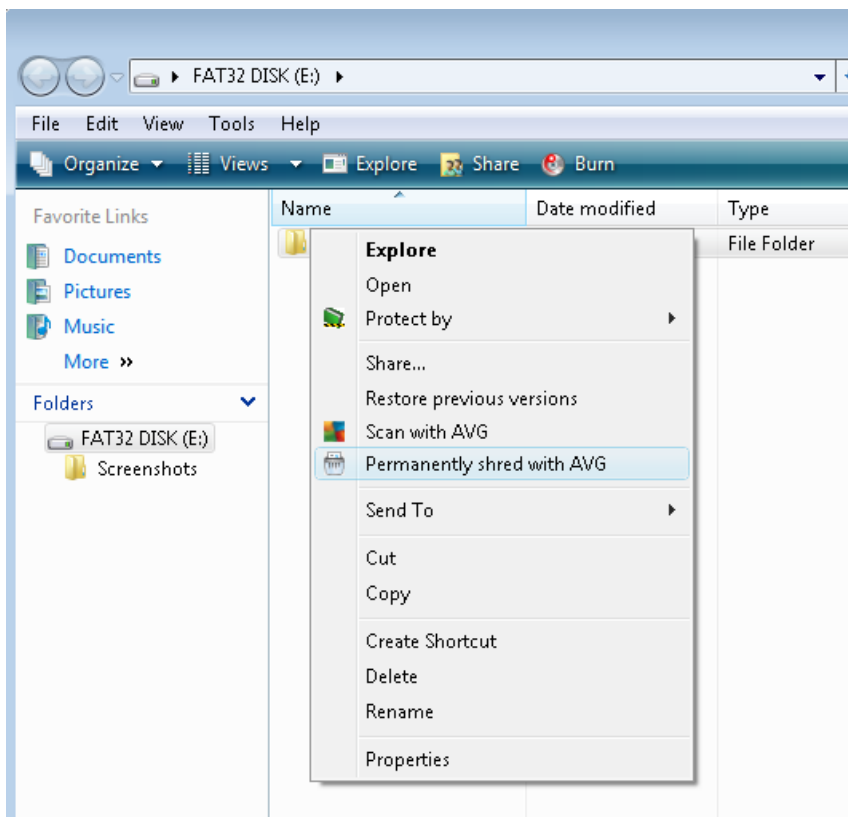 FAT32 DISK (E:)
File Edit View Tools Help
Organize Views Explore Share Burn
Favorite Links
Documents
Pictures
Music
More »
Folders
FAT32 DISK (E:)
Screenshots
Name Date modified Type
File Folder
Explore
Open
Protect by
Share...
Restore previous versions
Scan with AVG
Permanently shred with AVG
Send To
Cut
Copy
Create Shortcut
Delete
Rename
Properties